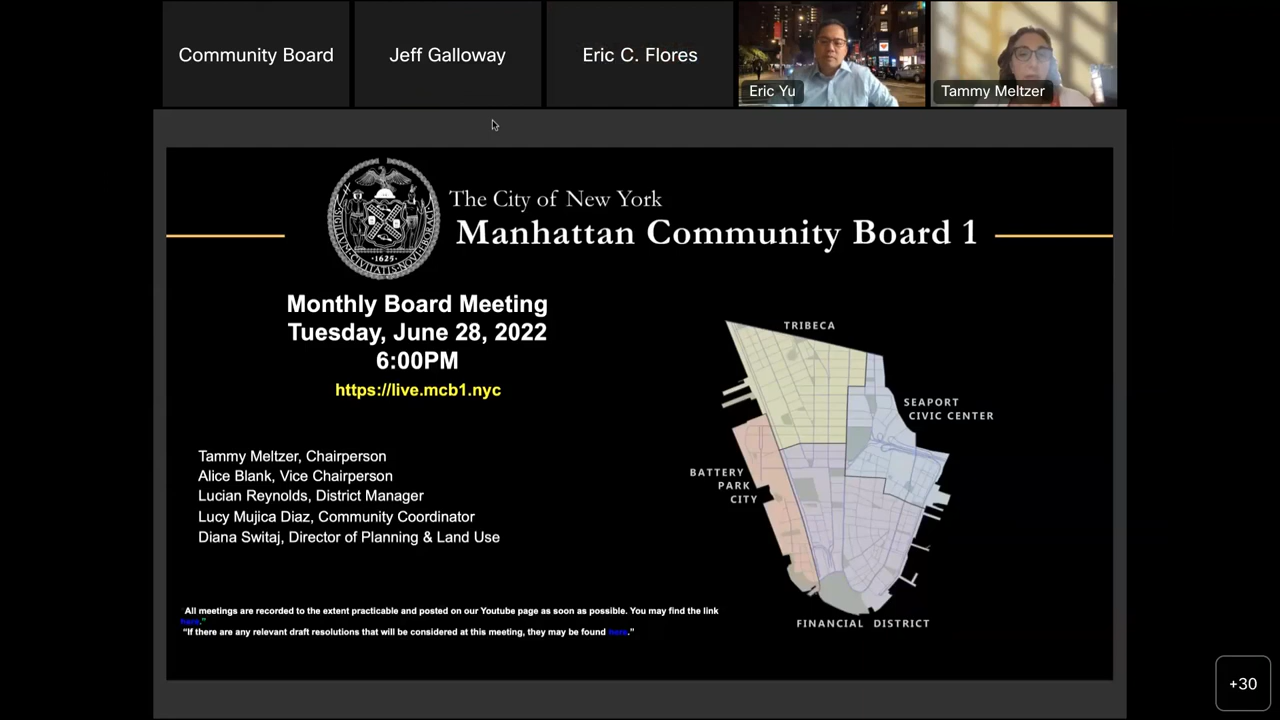 Community Board
Jeff Galloway
Eric C. Flores
Eric Yu
Tammy Meltzer
The City of New York
Manhattan Community Board 1
SIGILLUM CIVITATIS NOVI EBORACI
·1625·
Monthly Board Meeting
Tuesday, June 28, 2022
6:00PM
https://live.mcb1.nyc
Tammy Meltzer, Chairperson
Alice Blank, Vice Chairperson
Lucian Reynolds, District Manager
Lucy Mujica Diaz, Community Coordinator
Diana Switaj, Director of Planning & Land Use
TRIBECA
SEAPORT
CIVIC CENTER
BATTERY
PARK
CITY
FINANCIAL DISTRICT
All meetings are recorded to the extent practicable and posted on our Youtube page as soon as possible. You may find the link
here."
"If there are any relevant draft resolutions that will be considered at this meeting, they may be found here."
+30